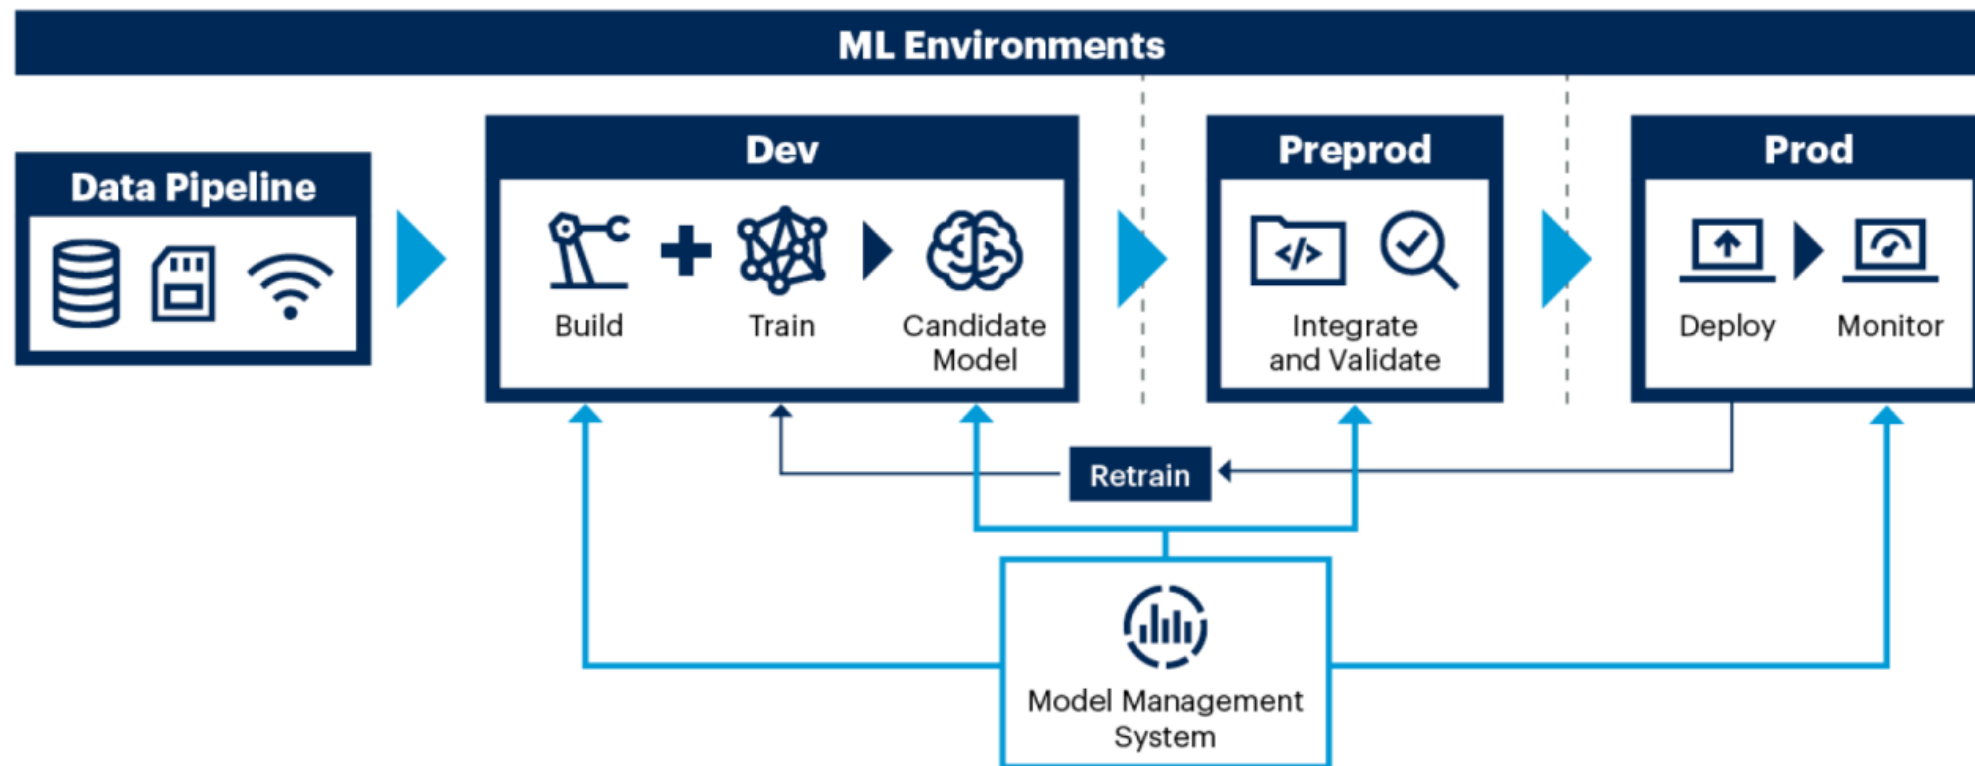 ML Environments
Data Pipeline
Dev
Build
Train
Candidate
Model
Preprod
</>
Integrate
and Validate
Prod
Deploy
Monitor
Retrain
Model Management
System